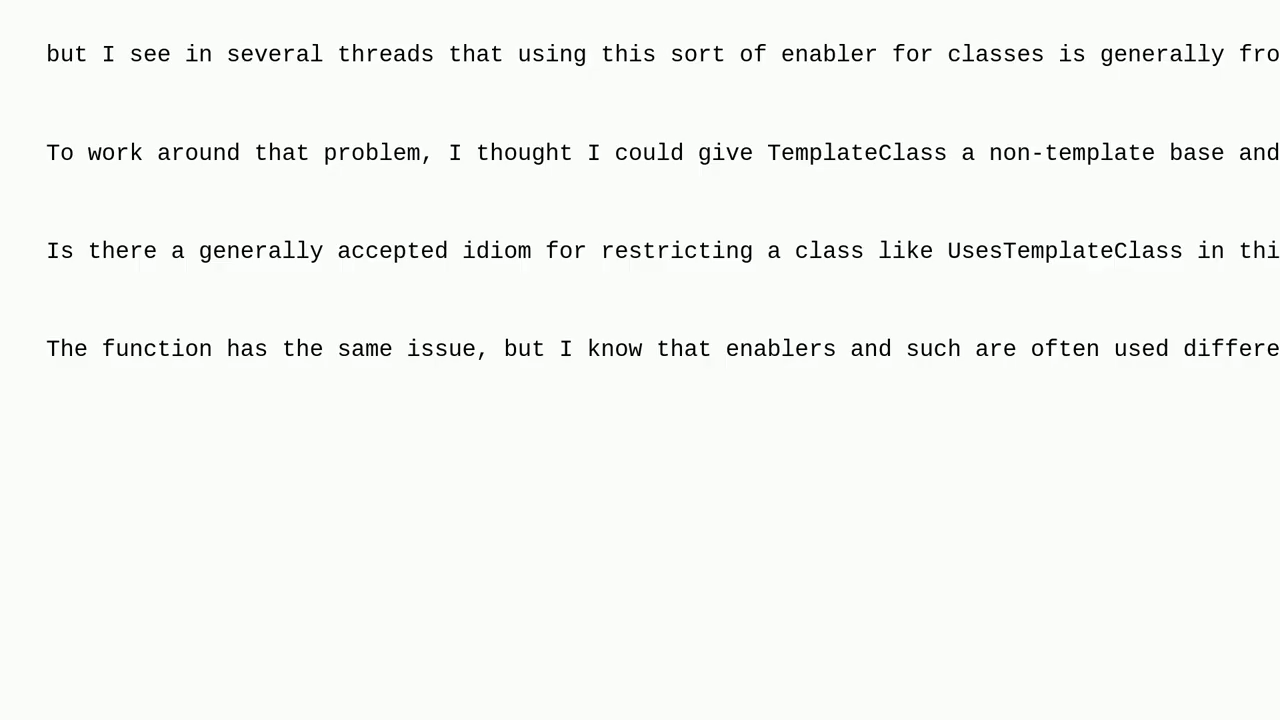 but I see in several threads that using this sort of enabler for classes is generally fro
To work around that problem, I thought I could give TemplateClass a non-template base and
Is there a generally accepted idiom for restricting a class like UsesTemplateClass in thi
The function has the same issue, but I know that enablers and such are often used differe